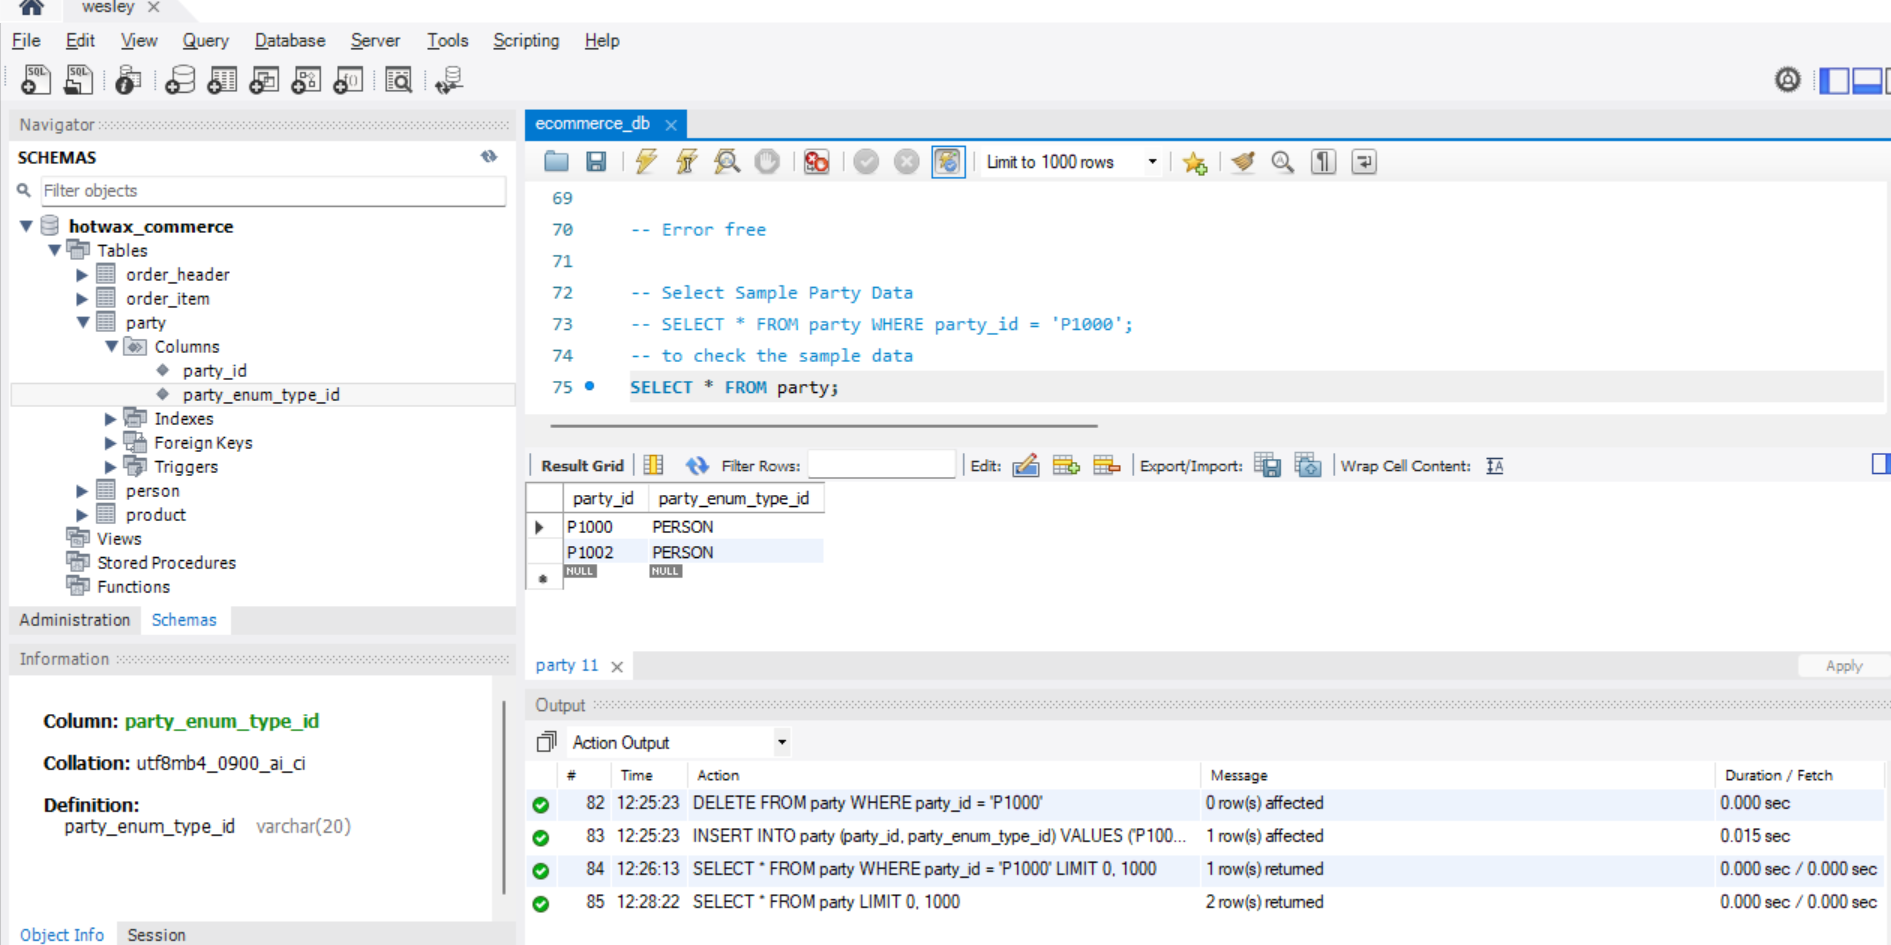 wesley
File Edit View Query Database Server Tools Scripting Help
Navigator
SCHEMAS
Filter objects
hotwax_commerce
Tables
order_header
order_item
party
Columns
party_id
party_enum_type_id
Indexes
Foreign Keys
Triggers
person
product
Views
Stored Procedures
Functions
Administration Schemas
Information
Column: party_enum_type_id
Collation: utf8mb4_0900_ai_ci
Definition:
party_enum_type_id varchar(20)
Object Info Session
ecommerce_db
Limit to 1000 rows
69
70 -- Error free
71
72 -- Select Sample Party Data
73 -- SELECT * FROM party WHERE party_id = 'P1000';
74 -- to check the sample data
75 SELECT * FROM party;
Result Grid Filter Rows: Edit: Export/Import: Wrap Cell Content:
party_id party_enum_type_id
P1000 PERSON
P1002 PERSON
NULL NULL
party 11 Apply
Output
Action Output
# Time Action Message Duration / Fetch
82 12:25:23 DELETE FROM party WHERE party_id = 'P1000' 0 row(s) affected 0.000 sec
83 12:25:23 INSERT INTO party (party_id, party_enum_type_id) VALUES ('P100... 1 row(s) affected 0.015 sec
84 12:26:13 SELECT * FROM party WHERE party_id = 'P1000' LIMIT 0, 1000 1 row(s) returned 0.000 sec / 0.000 sec
85 12:28:22 SELECT * FROM party LIMIT 0, 1000 2 row(s) returned 0.000 sec / 0.000 sec